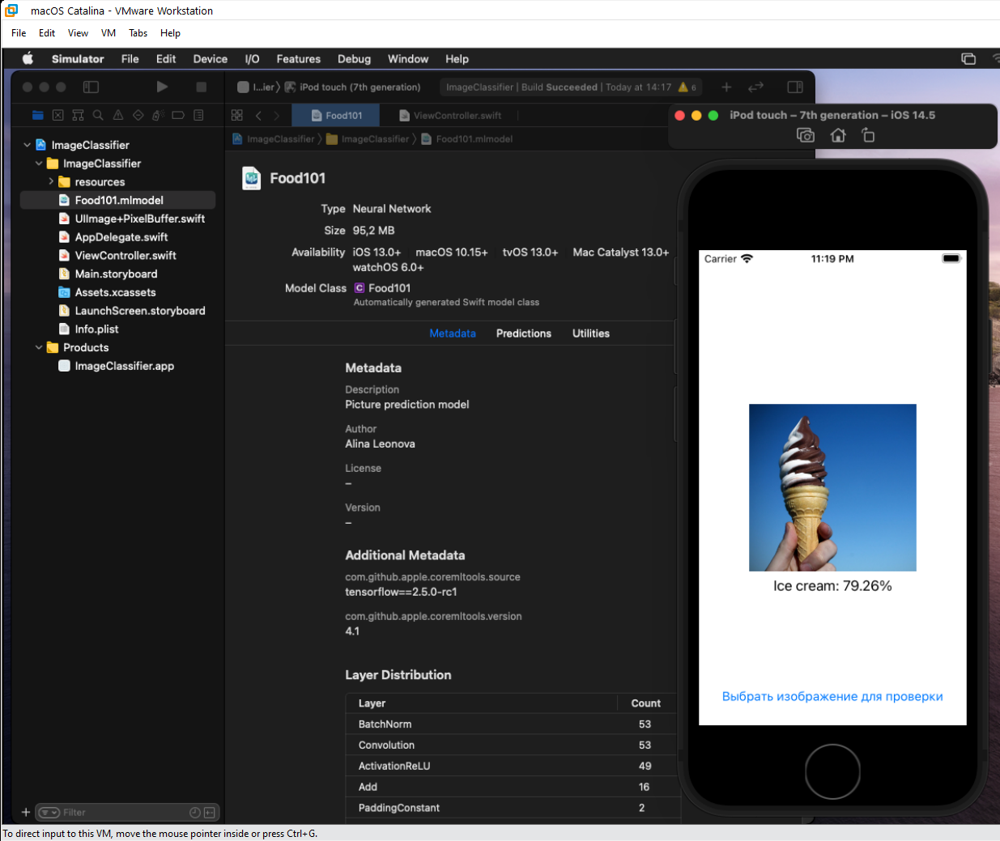 macOS Catalina - VMware Workstation
File Edit View VM Tabs Help
Simulator File Edit Device I/O Features Debug Window Help
I...ier⟩ iPod touch (7th generation)
ImageClassifier | Build Succeeded | Today at 14:17 6
Food101 ViewController.swift
ImageClassifier ⟩ ImageClassifier ⟩ Food101.mlmodel
ImageClassifier
ImageClassifier
resources
Food101.mlmodel
UIImage+PixelBuffer.swift
AppDelegate.swift
ViewController.swift
Main.storyboard
Assets.xcassets
LaunchScreen.storyboard
Info.plist
Products
ImageClassifier.app
Filter
Food101
Type Neural Network
Size 95,2 MB
Availability iOS 13.0+ macOS 10.15+ tvOS 13.0+ Mac Catalyst 13.0+
watchOS 6.0+
Model Class C Food101
Automatically generated Swift model class
Metadata Predictions Utilities
Metadata
Description
Picture prediction model
Author
Alina Leonova
License
–
Version
–
Additional Metadata
com.github.apple.coremltools.source
tensorflow==2.5.0-rc1
com.github.apple.coremltools.version
4.1
Layer Distribution
Layer Count
BatchNorm 53
Convolution 53
ActivationReLU 49
Add 16
PaddingConstant 2
iPod touch – 7th generation – iOS 14.5
Carrier 11:19 PM
Ice cream: 79.26%
Выбрать изображение для проверки
To direct input to this VM, move the mouse pointer inside or press Ctrl+G.